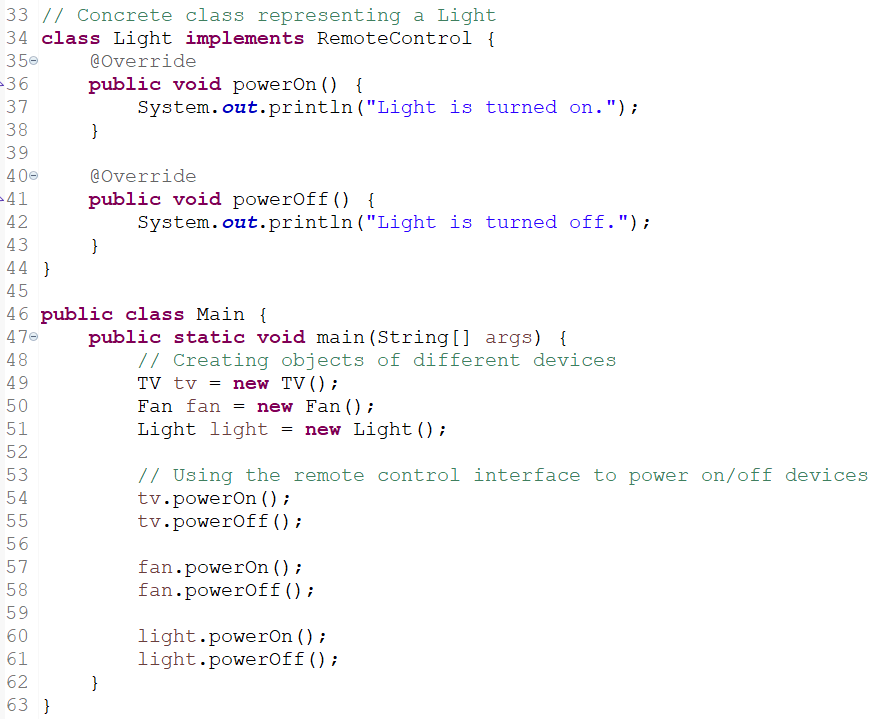 33 // Concrete class representing a Light
34 class Light implements RemoteControl {
35 @Override
36 public void powerOn() {
37 System.out.println("Light is turned on.");
38 }
39
40 @Override
41 public void powerOff() {
42 System.out.println("Light is turned off.");
43 }
44 }
45
46 public class Main {
47 public static void main(String[] args) {
48 // Creating objects of different devices
49 TV tv = new TV();
50 Fan fan = new Fan();
51 Light light = new Light();
52
53 // Using the remote control interface to power on/off devices
54 tv.powerOn();
55 tv.powerOff();
56
57 fan.powerOn();
58 fan.powerOff();
59
60 light.powerOn();
61 light.powerOff();
62 }
63 }